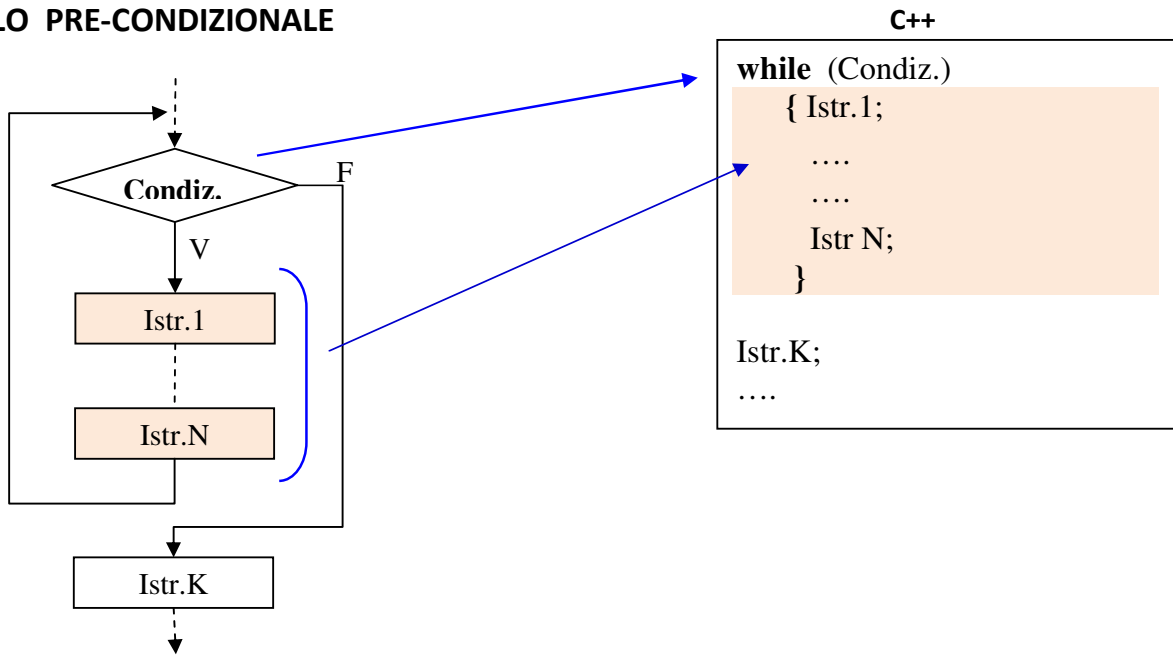 LO PRE-CONDIZIONALE
Condiz.
F
V
Istr.1
Istr.N
Istr.K
C++
while (Condiz.)
{ Istr.1;
….
….
Istr N;
}
Istr.K;
….